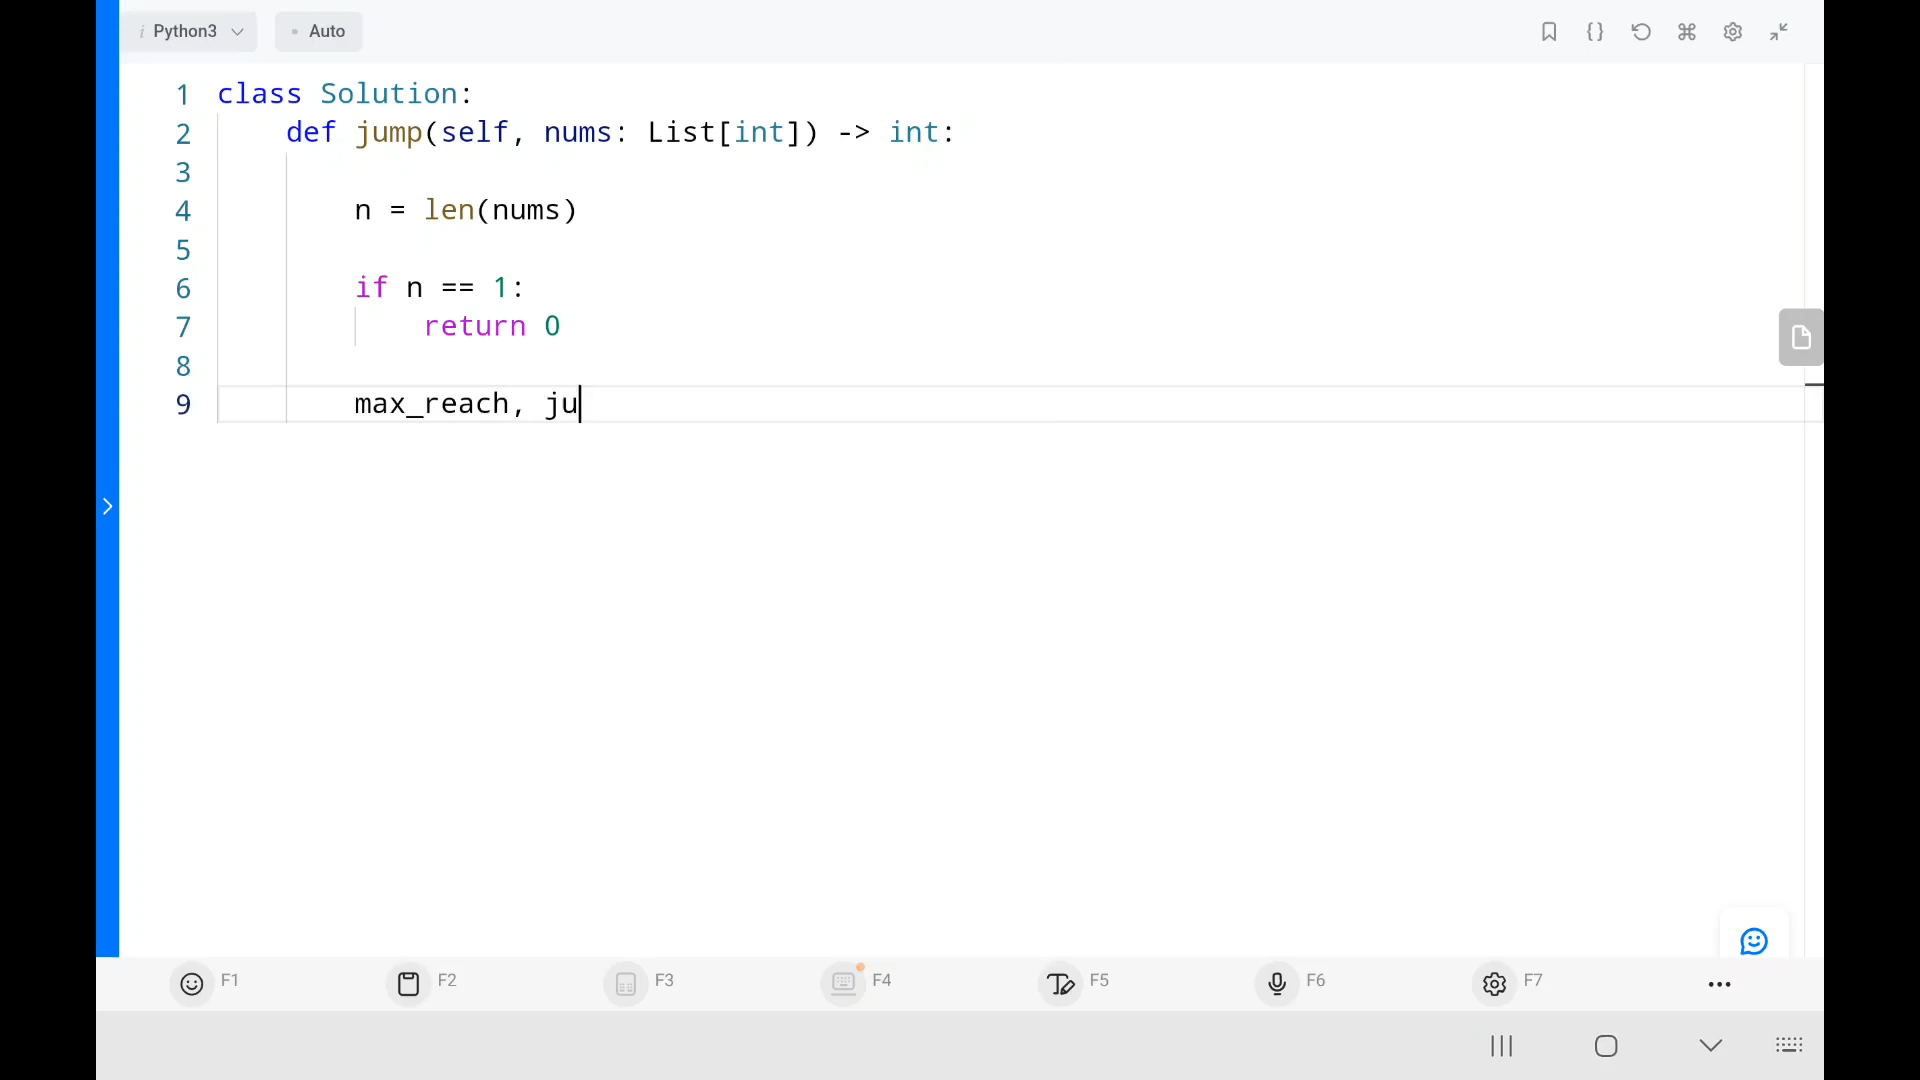 Python3
Auto
1 class Solution:
2 def jump(self, nums: List[int]) -> int:
3
4 n = len(nums)
5
6 if n == 1:
7 return 0
8
9 max_reach, ju
F1 F2 F3 F4 F5 F6 F7